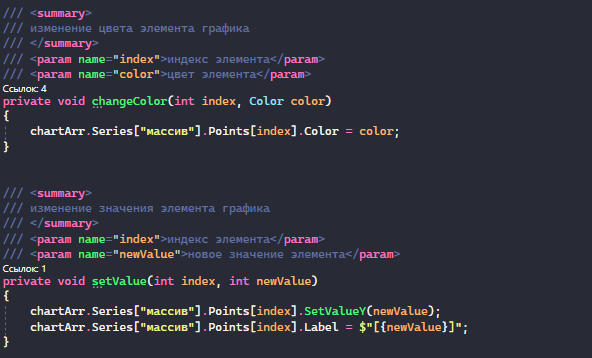 /// <summary>
/// изменение цвета элемента графика
/// </summary>
/// <param name="index">индекс элемента</param>
/// <param name="color">цвет элемента</param>
Ссылок: 4
private void changeColor(int index, Color color)
{
chartArr.Series["массив"].Points[index].Color = color;
}
/// <summary>
/// изменение значения элемента графика
/// </summary>
/// <param name="index">индекс элемента</param>
/// <param name="newValue">новое значение элемента</param>
Ссылок: 1
private void setValue(int index, int newValue)
{
chartArr.Series["массив"].Points[index].SetValueY(newValue);
chartArr.Series["массив"].Points[index].Label = $"[{newValue}]";
}